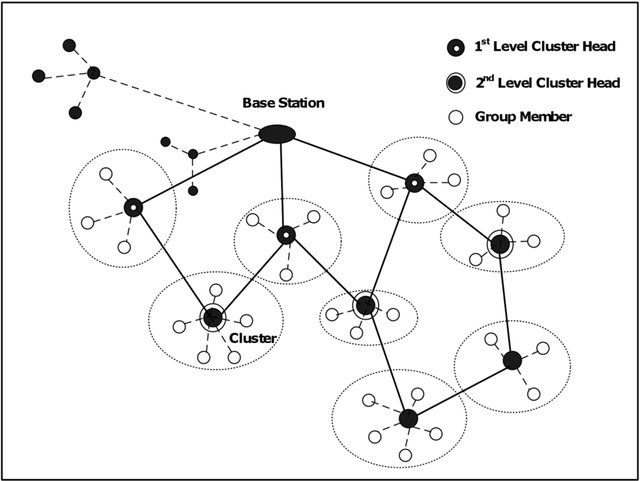 1st Level Cluster Head
2nd Level Cluster Head
Base Station
Group Member
Cluster